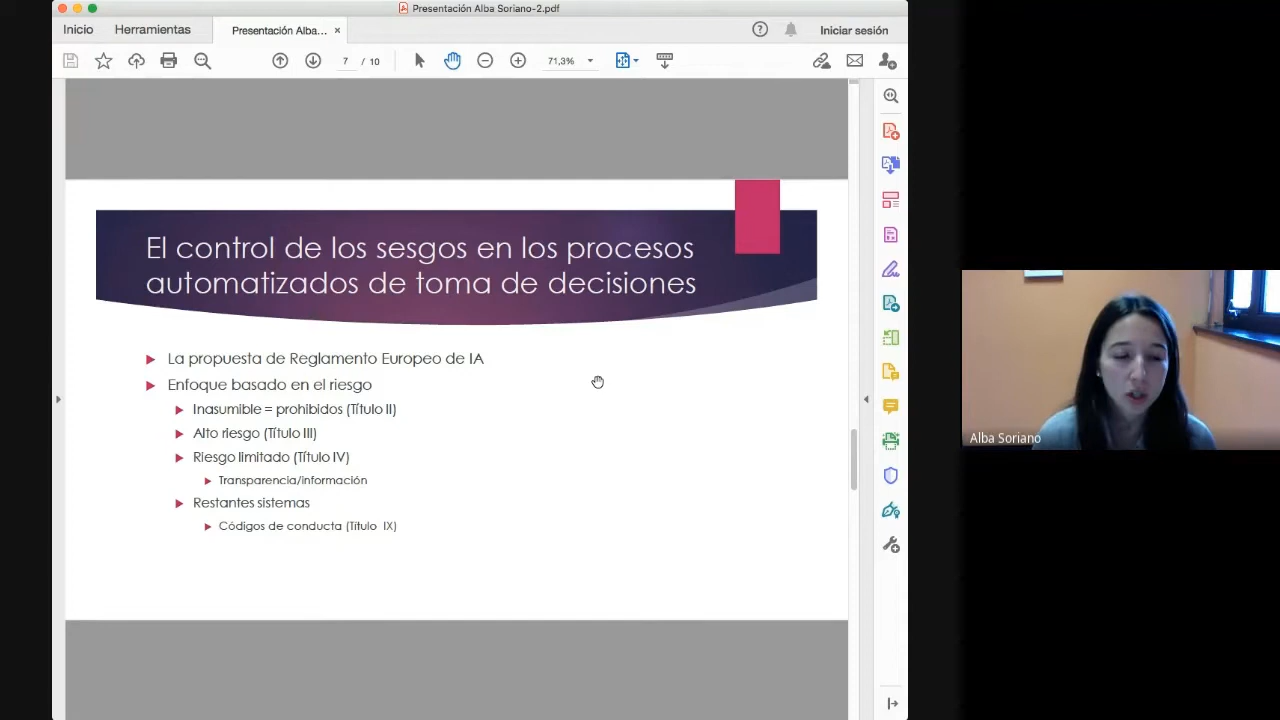 Presentación Alba Soriano-2.pdf
Inicio
Herramientas
Presentación Alba...
Iniciar sesión
7 / 10
71,3%
El control de los sesgos en los procesos
automatizados de toma de decisiones
La propuesta de Reglamento Europeo de IA
Enfoque basado en el riesgo
Inasumible = prohibidos (Título II)
Alto riesgo (Título III)
Riesgo limitado (Título IV)
Transparencia/información
Restantes sistemas
Códigos de conducta (Título IX)
Alba Soriano